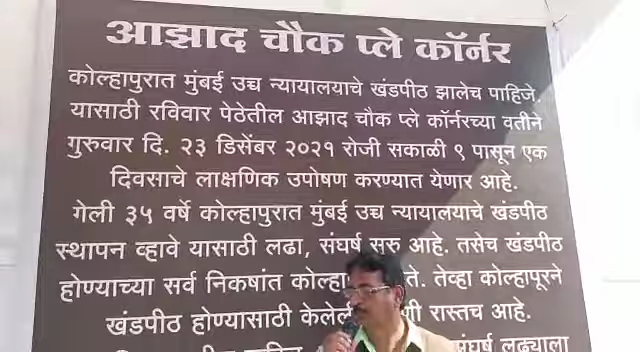 आझाद चौक प्ले कॉर्नर
कोल्हापुरात मुंबई उच्च न्यायालयाचे खंडपीठ झालेच पाहिजे.
यासाठी रविवार पेठेतील आझाद चौक प्ले कॉर्नरच्या वतीने
गुरुवार दि. २३ डिसेंबर २०२१ रोजी सकाळी ९ पासून एक
दिवसाचे लाक्षणिक उपोषण करण्यात येणार आहे.
गेली ३५ वर्षे कोल्हापुरात मुंबई उच्च न्यायालयाचे खंडपीठ
स्थापन व्हावे यासाठी लढा, संघर्ष सुरु आहे. तसेच खंडपीठ
होण्याच्या सर्व निकषांत ते. तेव्हा कोल्हापूरने
खंडपीठ होण्यासाठी रास्तच आहे.
संघर्ष लढ्याला